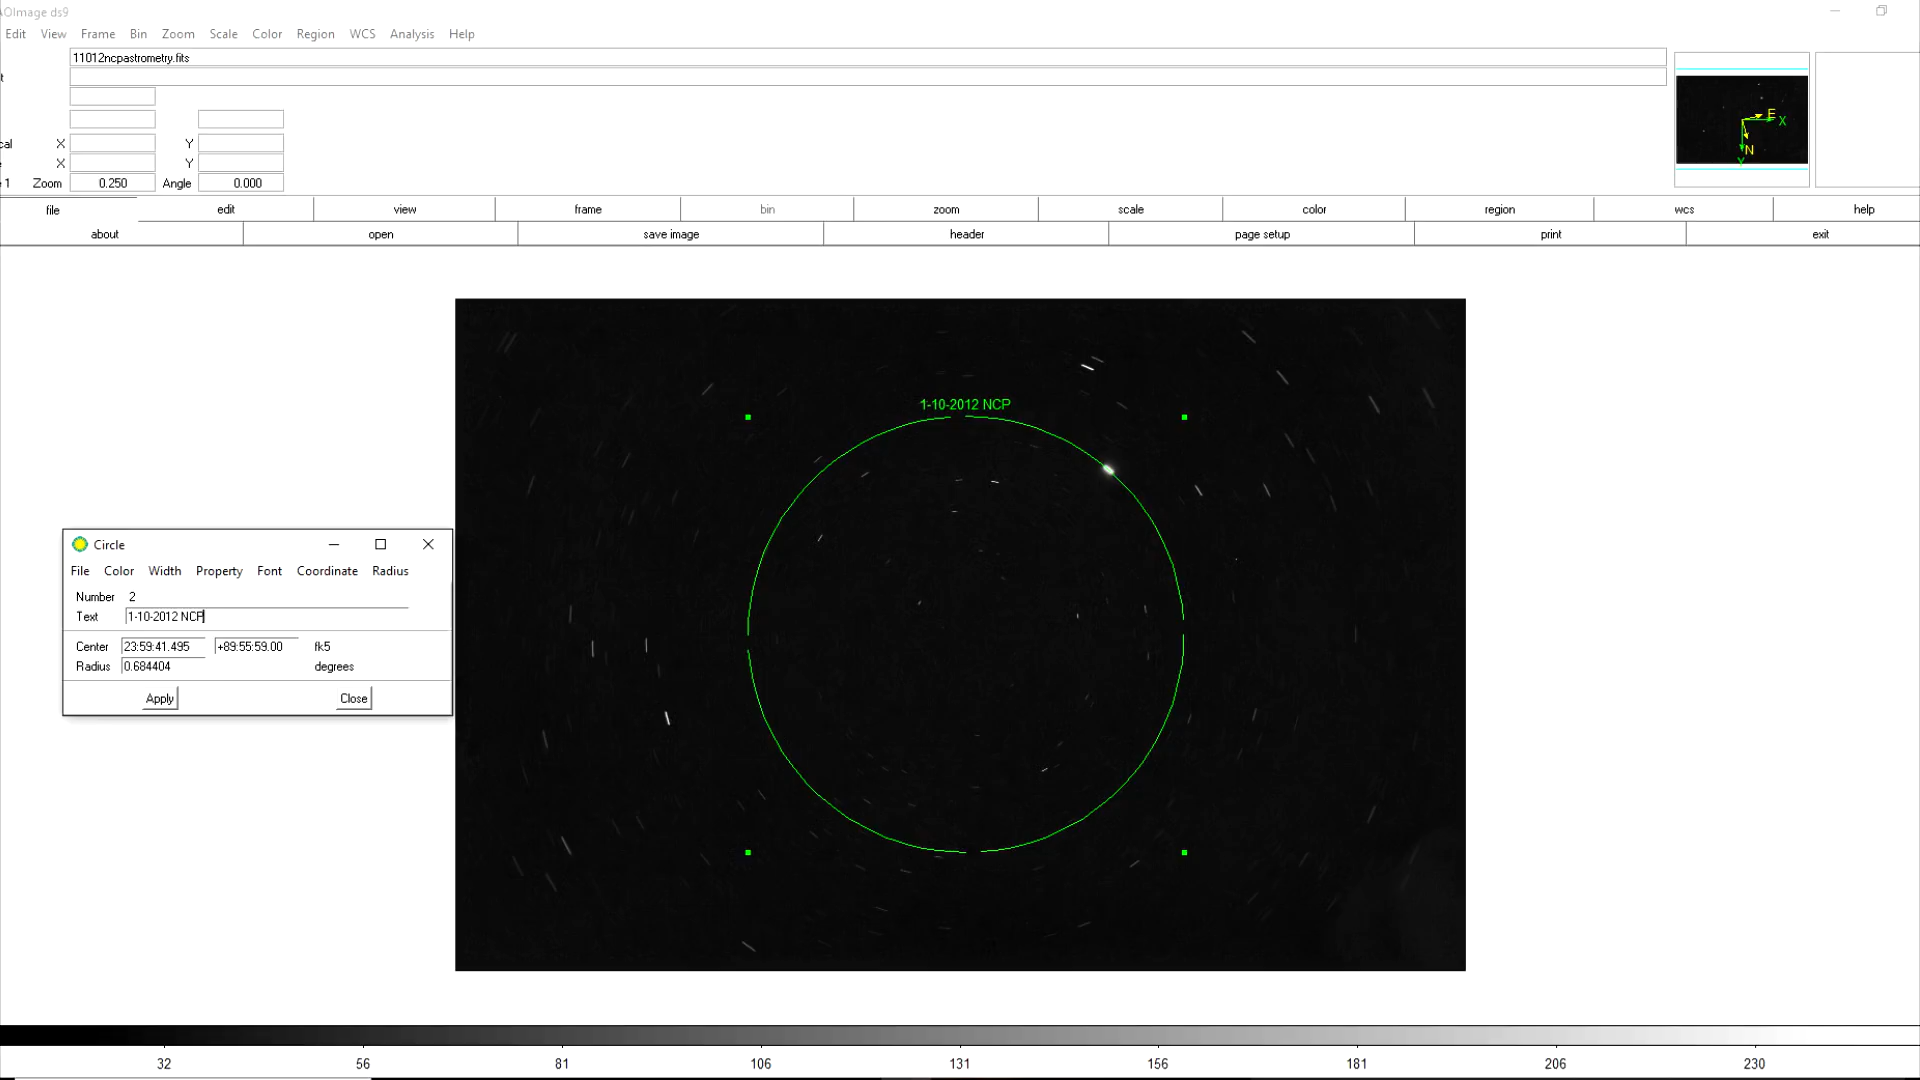 AOImage ds9
Edit View Frame Bin Zoom Scale Color Region WCS Analysis Help
11012ncpastrometry.fits
t
E
X
N
Y
cal X Y
X Y
1 Zoom 0.250 Angle 0.000
file edit view frame bin zoom scale color region wcs help
about open save image header page setup print exit
1-10-2012 NCP
Circle
File Color Width Property Font Coordinate Radius
Number 2
Text 1-10-2012 NCP
Center 23:59:41.495 +89:55:59.00 fk5
Radius 0.684404 degrees
Apply Close
32 56 81 106 131 156 181 206 230